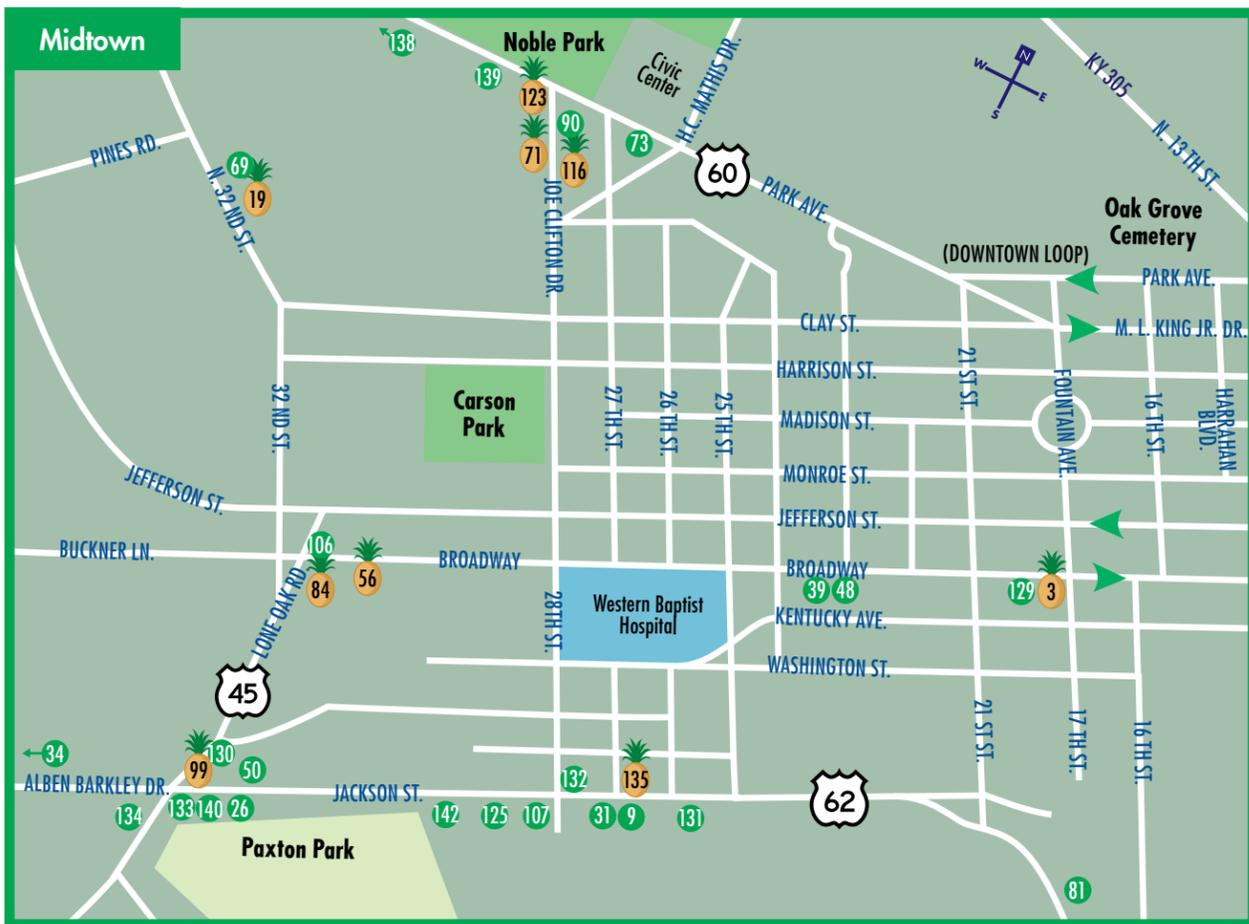 Midtown
138
Noble Park
Civic
Center
H.C. MATHIS DR.
N
W
E
S
KY 305
N. 13 TH ST.
139
123
90
73
71
116
60
PINES RD.
69
19
N. 32 ND ST.
JOE CLIFTON DR.
PARK AVE.
Oak Grove
Cemetery
(DOWNTOWN LOOP)
PARK AVE.
CLAY ST.
M. L. KING JR. DR.
HARRISON ST.
21 ST ST.
FOUNTAIN AVE.
16 TH ST.
HARRAHAN
BLVD.
32 ND ST.
Carson
Park
27 TH ST.
26 TH ST.
25 TH ST.
MADISON ST.
MONROE ST.
JEFFERSON ST.
JEFFERSON ST.
BUCKNER LN.
106
84
56
BROADWAY
BROADWAY
39
48
129
3
LONE OAK RD
28TH ST.
Western Baptist
Hospital
KENTUCKY AVE.
WASHINGTON ST.
45
21 ST ST.
17 TH ST.
16 TH ST.
34
99
130
50
132
135
ALBEN BARKLEY DR.
JACKSON ST.
62
134
133
140
26
142
125
107
31
9
131
Paxton Park
81